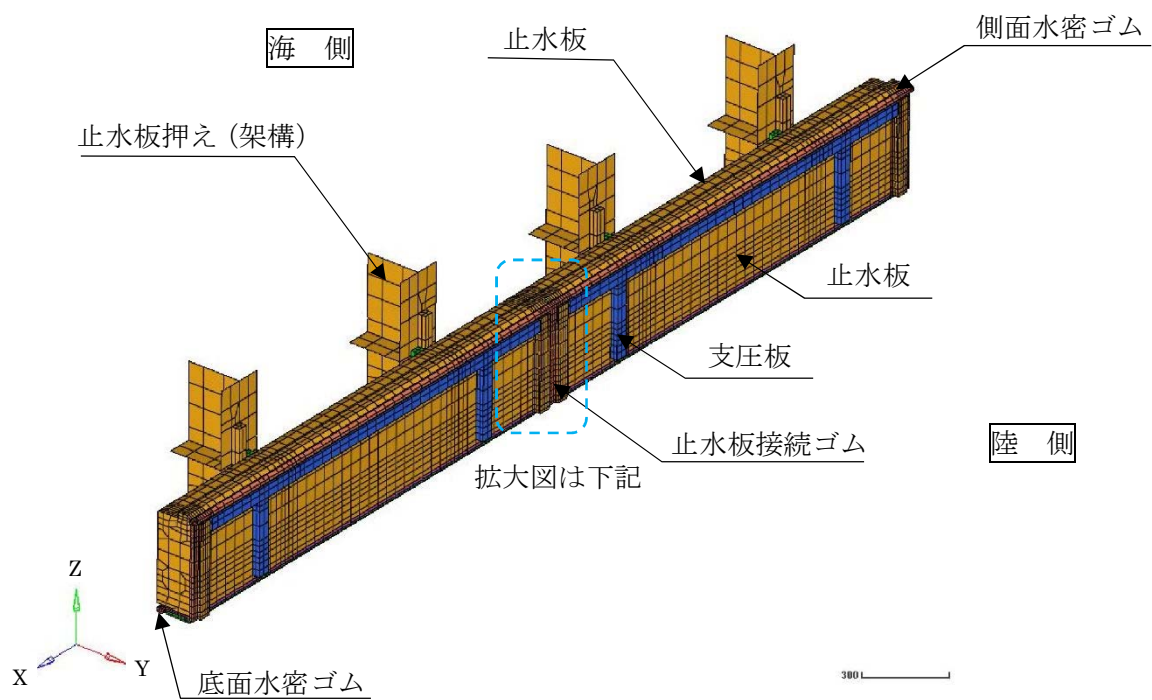 海　側
止水板
側面水密ゴム
止水板押え（架構）
止水板
支圧板
止水板接続ゴム
陸　側
拡大図は下記
Z
X
Y
底面水密ゴム
300